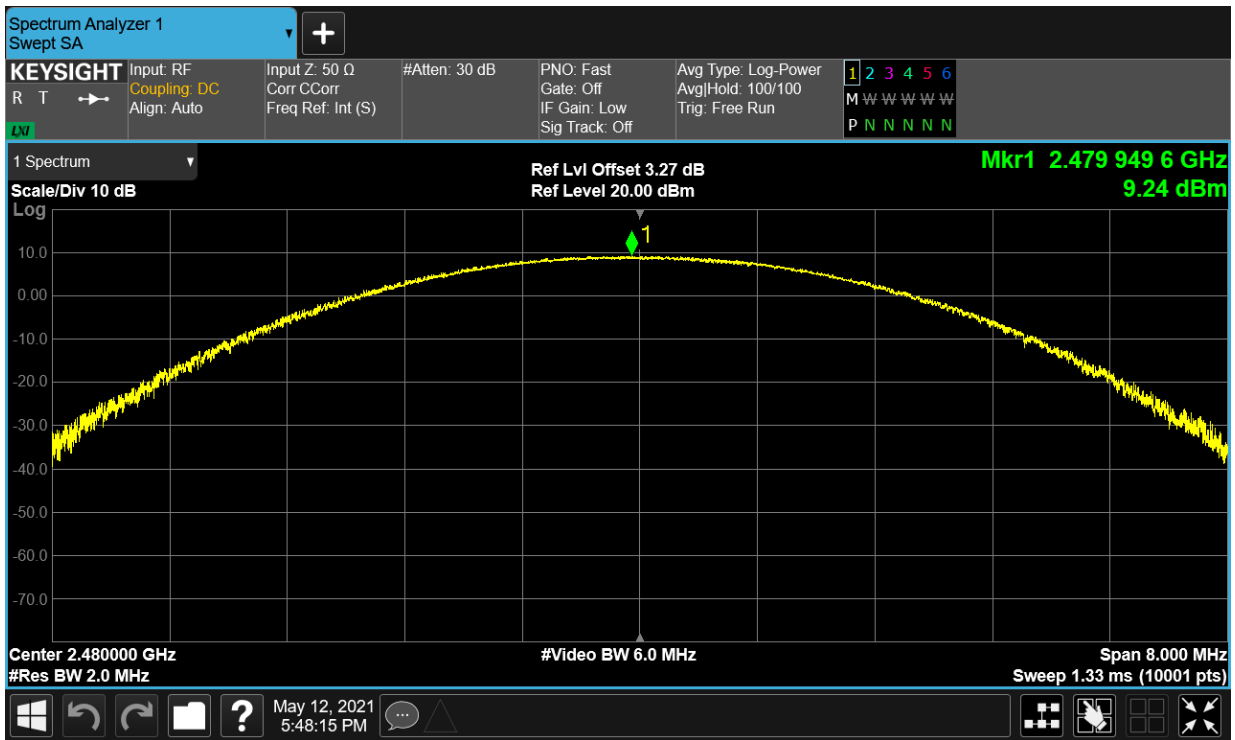 Spectrum Analyzer 1
Swept SA
KEYSIGHT
R T
LXI
Input: RF
Coupling: DC
Align: Auto
Input Z: 50 Ω
Corr CCorr
Freq Ref: Int (S)
#Atten: 30 dB
PNO: Fast
Gate: Off
IF Gain: Low
Sig Track: Off
Avg Type: Log-Power
Avg|Hold: 100/100
Trig: Free Run
1 2 3 4 5 6
M W W W W W
P N N N N N
1 Spectrum
Scale/Div 10 dB
Log
Ref Lvl Offset 3.27 dB
Ref Level 20.00 dBm
Mkr1 2.479 949 6 GHz
9.24 dBm
1
10.0
0.00
-10.0
-20.0
-30.0
-40.0
-50.0
-60.0
-70.0
Center 2.480000 GHz
#Res BW 2.0 MHz
#Video BW 6.0 MHz
Span 8.000 MHz
Sweep 1.33 ms (10001 pts)
?
May 12, 2021
5:48:15 PM